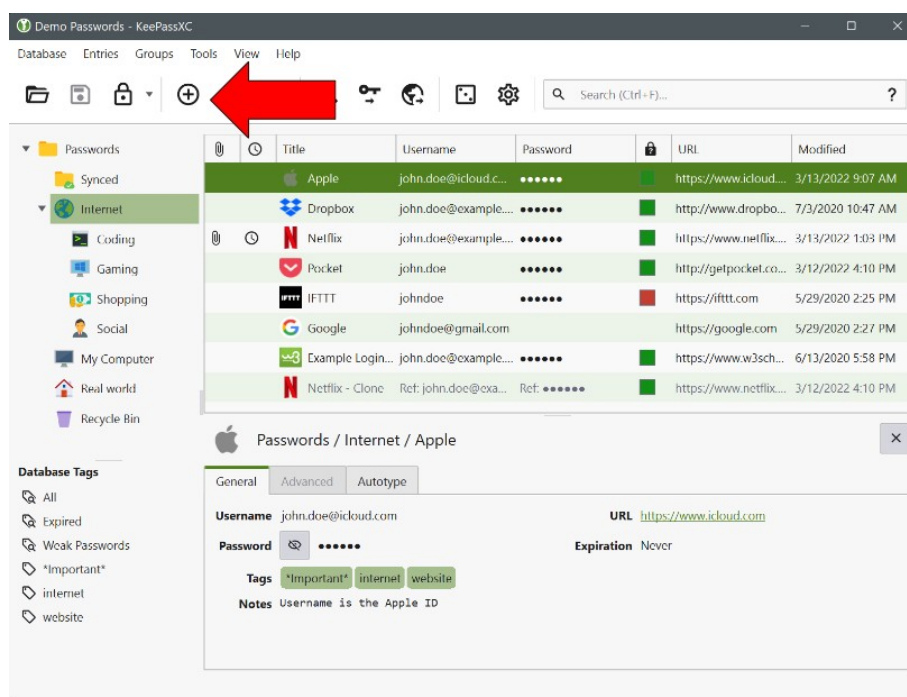 Demo Passwords - KeePassXC
Database Entries Groups Tools View Help
Search (Ctrl+F)... ?
Title Username Password URL Modified
Apple john.doe@icloud.c... •••••• https://www.icloud.... 3/13/2022 9:07 AM
Dropbox john.doe@example.... •••••• http://www.dropbo... 7/3/2020 10:47 AM
Netflix john.doe@example.... •••••• https://www.netflix.... 3/13/2022 1:03 PM
Pocket john.doe •••••• http://getpocket.co... 3/12/2022 4:10 PM
IFTTT IFTTT johndoe •••••• https://ifttt.com 5/29/2020 2:25 PM
Google johndoe@gmail.com https://google.com 5/29/2020 2:27 PM
Example Login... john.doe@example.... •••••• https://www.w3sch... 6/13/2020 5:58 PM
Netflix - Clone Ref: john.doe@exa... Ref: •••••• https://www.netflix.... 3/12/2022 4:10 PM
Passwords
Synced
Internet
Coding
Gaming
Shopping
Social
My Computer
Real world
Recycle Bin
Database Tags
All
Expired
Weak Passwords
*Important*
internet
website
Passwords / Internet / Apple
General Advanced Autotype
Username john.doe@icloud.com URL https://www.icloud.com
Password •••••• Expiration Never
Tags *Important* internet website
Notes Username is the Apple ID